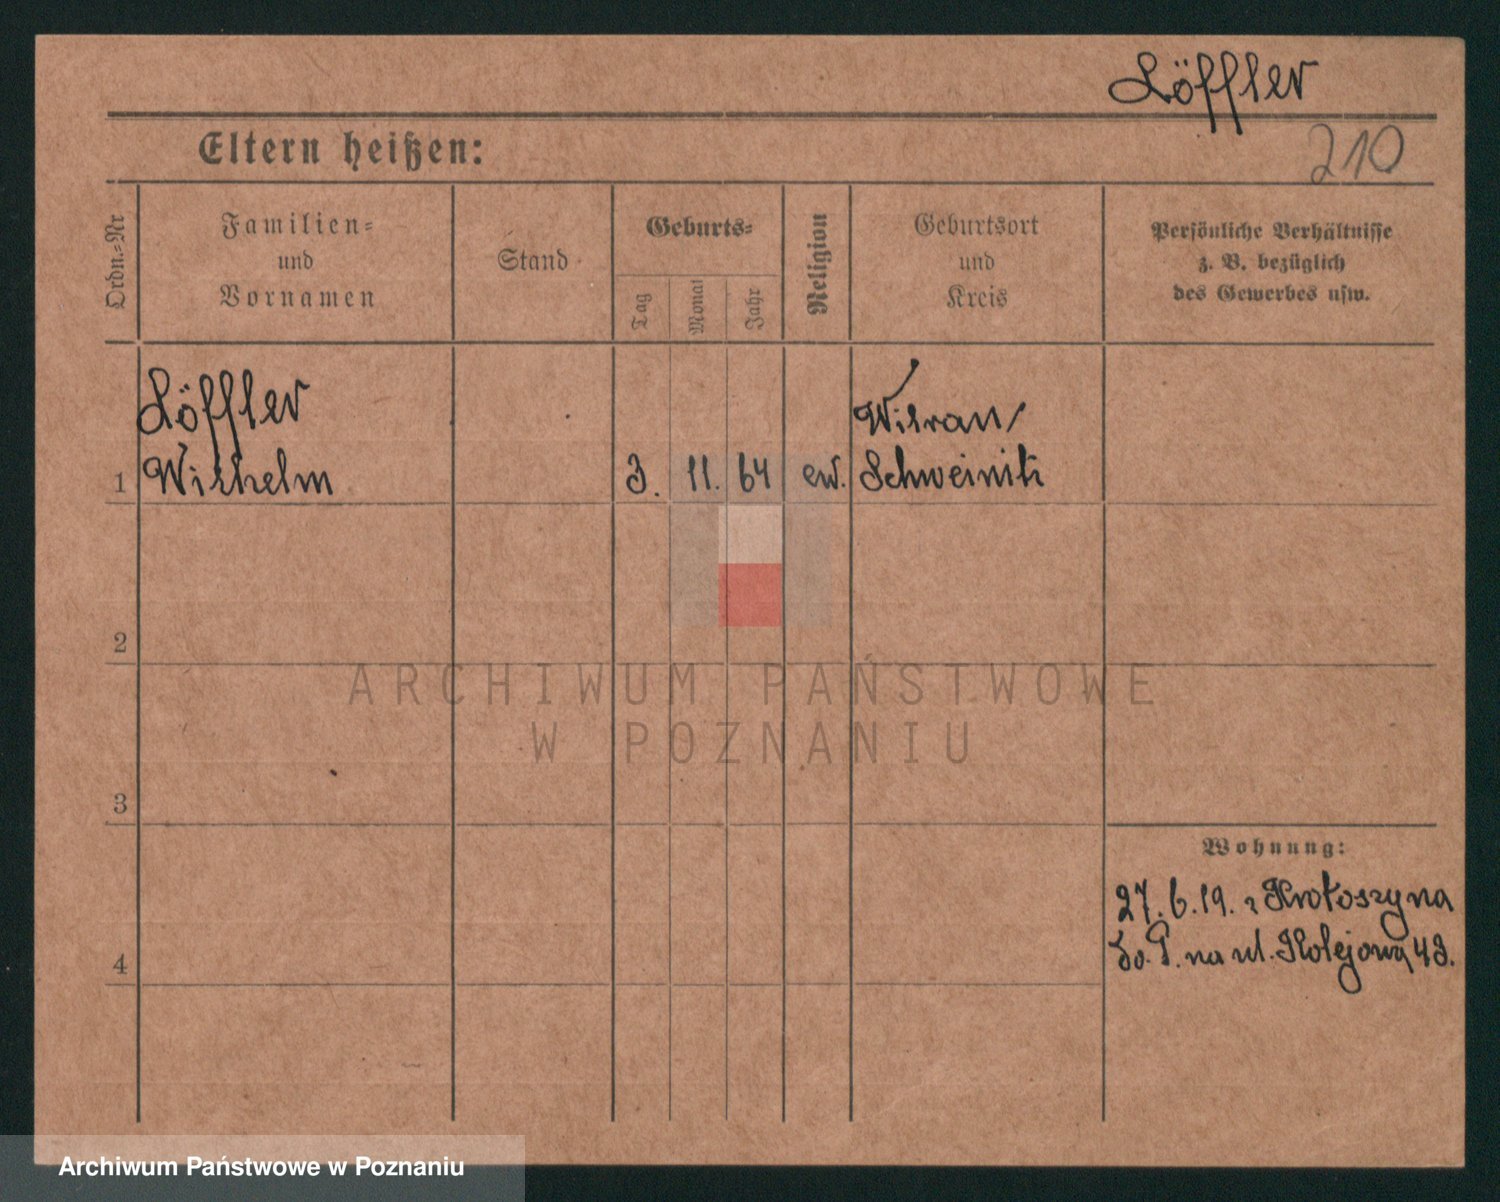 Löffler
210
Eltern heißen:
Ordn.=Nr
Familien=
und
Vornamen
Stand
Geburts=
Tag
Monat
Jahr
Religion
Geburtsort
und
Kreis
Persönliche Verhältnisse
z. B. bezüglich
des Gewerbes usw.
Löffler
Wilhelm
1
3. 11. 64
ew.
Schweinitz
2
ARCHIWUM PAŃSTWOWE
W POZNANIU
3
Wohnung:
27.6.19. z Krotoszyna
do P. na ul. Kolejową 43.
4
Archiwum Państwowe w Poznaniu